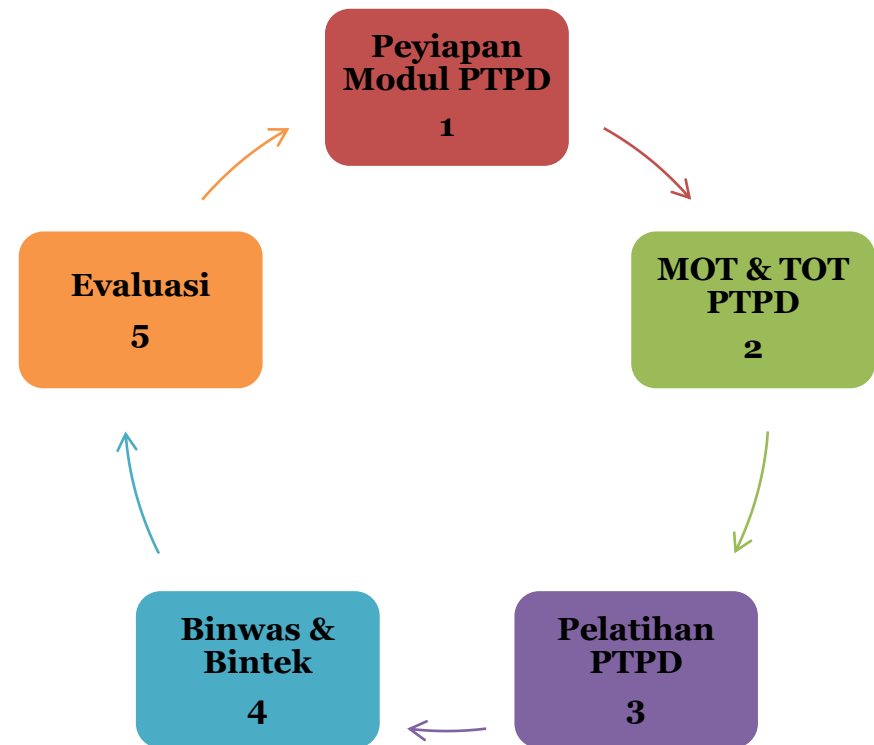 Peyiapan
Modul PTPD
1
MOT & TOT
PTPD
2
Pelatihan
PTPD
3
Binwas &
Bintek
4
Evaluasi
5